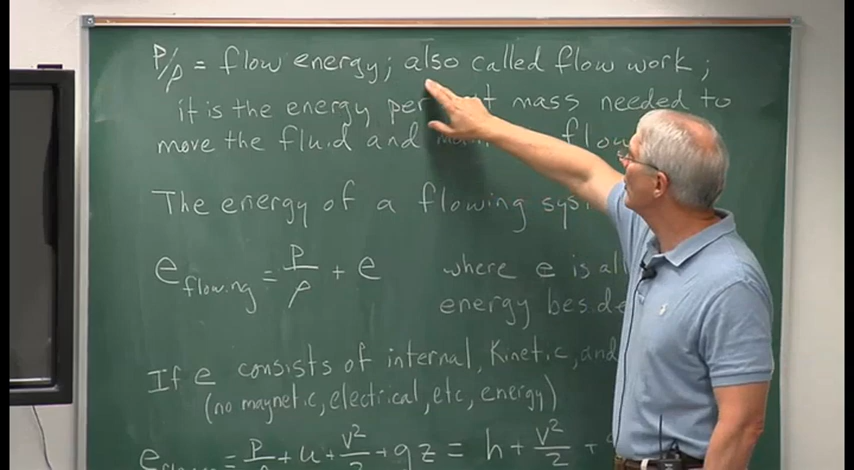 P/ρ = flow energy; also called flow work;
it is the energy per mass needed to
move the fluid and flow
The energy of a flowing
e flowing = P/ρ + e where e is
energy
If e consists of internal, Kinetic, and
(no magnetic, electrical, etc, energy)
= P/ρ + u + V²/2 + gz = h + V²/2 +